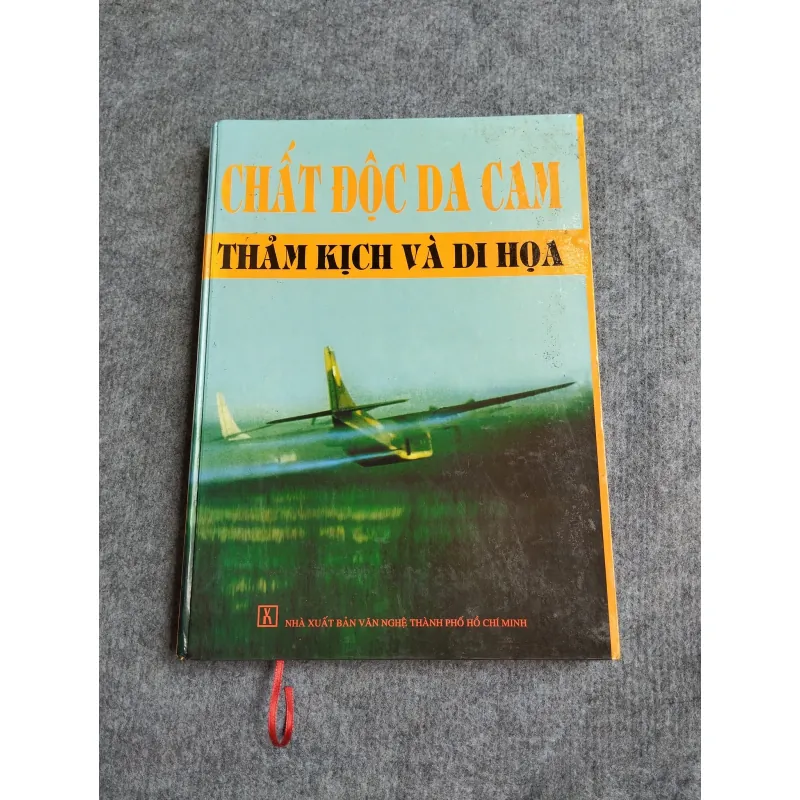 CHẤT ĐỘC DA CAM
THẢM KỊCH VÀ DI HỌA
X
NHÀ XUẤT BẢN VĂN NGHỆ THÀNH PHỐ HỒ CHÍ MINH